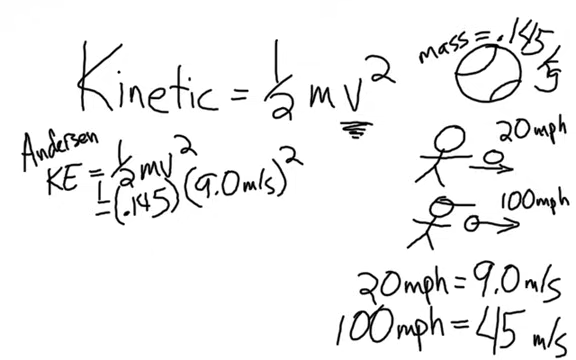 Kinetic = 1/2 mv²
mass = .145
kg
Andersen
KE = 1/2 mv²
1/2 = (.145) (9.0 m/s)²
20 mph
100 mph
20 mph = 9.0 m/s
100 mph = 45 m/s